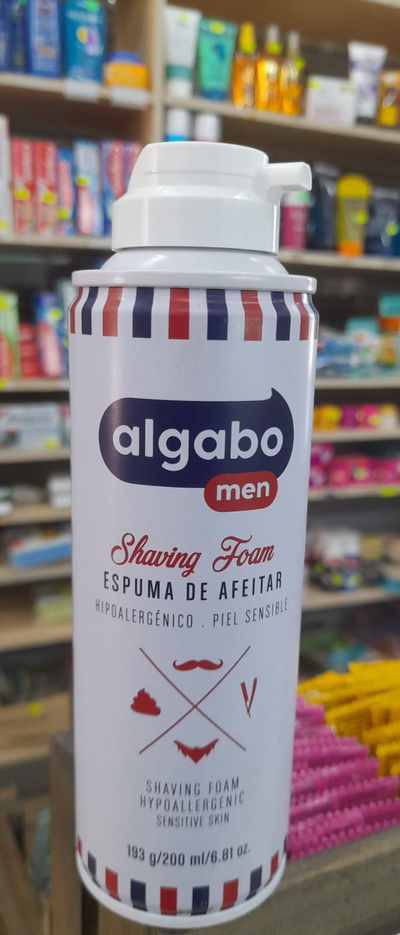 algabo
men
Shaving Foam
ESPUMA DE AFEITAR
HIPOALERGÉNICO . PIEL SENSIBLE
SHAVING FOAM
HYPOALLERGENIC
SENSITIVE SKIN
193 g/200 ml/6.81 oz.